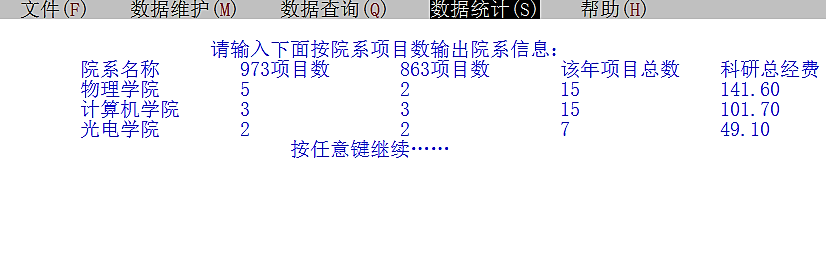 文件(F) 数据维护(M) 数据查询(Q) 数据统计(S) 帮助(H)
请输入下面按院系项目数输出院系信息:
院系名称 973项目数 863项目数 该年项目总数 科研总经费
物理学院 5 2 15 141.60
计算机学院 3 3 15 101.70
光电学院 2 2 7 49.10
按任意键继续……